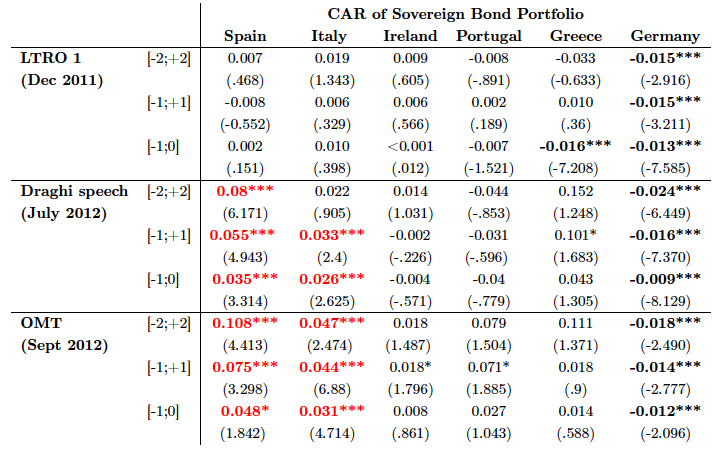 CAR of Sovereign Bond Portfolio
Spain Italy Ireland Portugal Greece Germany
LTRO 1 [-2;+2] 0.007 0.019 0.009 -0.008 -0.033 -0.015***
(Dec 2011) (.468) (1.343) (.605) (-.891) (-0.633) (-2.916)
[-1;+1] -0.008 0.006 0.006 0.002 0.010 -0.015***
(-0.552) (.329) (.566) (.189) (.36) (-3.211)
[-1;0] 0.002 0.010 <0.001 -0.007 -0.016*** -0.013***
(.151) (.398) (.012) (-1.521) (-7.208) (-7.585)
Draghi speech [-2;+2] 0.08*** 0.022 0.014 -0.044 0.152 -0.024***
(July 2012) (6.171) (.905) (1.031) (-.853) (1.248) (-6.449)
[-1;+1] 0.055*** 0.033*** -0.002 -0.031 0.101* -0.016***
(4.943) (2.4) (-.226) (-.596) (1.683) (-7.370)
[-1;0] 0.035*** 0.026*** -0.004 -0.04 0.043 -0.009***
(3.314) (2.625) (-.571) (-.779) (1.305) (-8.129)
OMT [-2;+2] 0.108*** 0.047*** 0.018 0.079 0.111 -0.018***
(Sept 2012) (4.413) (2.474) (1.487) (1.504) (1.371) (-2.490)
[-1;+1] 0.075*** 0.044*** 0.018* 0.071* 0.018 -0.014***
(3.298) (6.88) (1.796) (1.885) (.9) (-2.777)
[-1;0] 0.048* 0.031*** 0.008 0.027 0.014 -0.012***
(1.842) (4.714) (.861) (1.043) (.588) (-2.096)